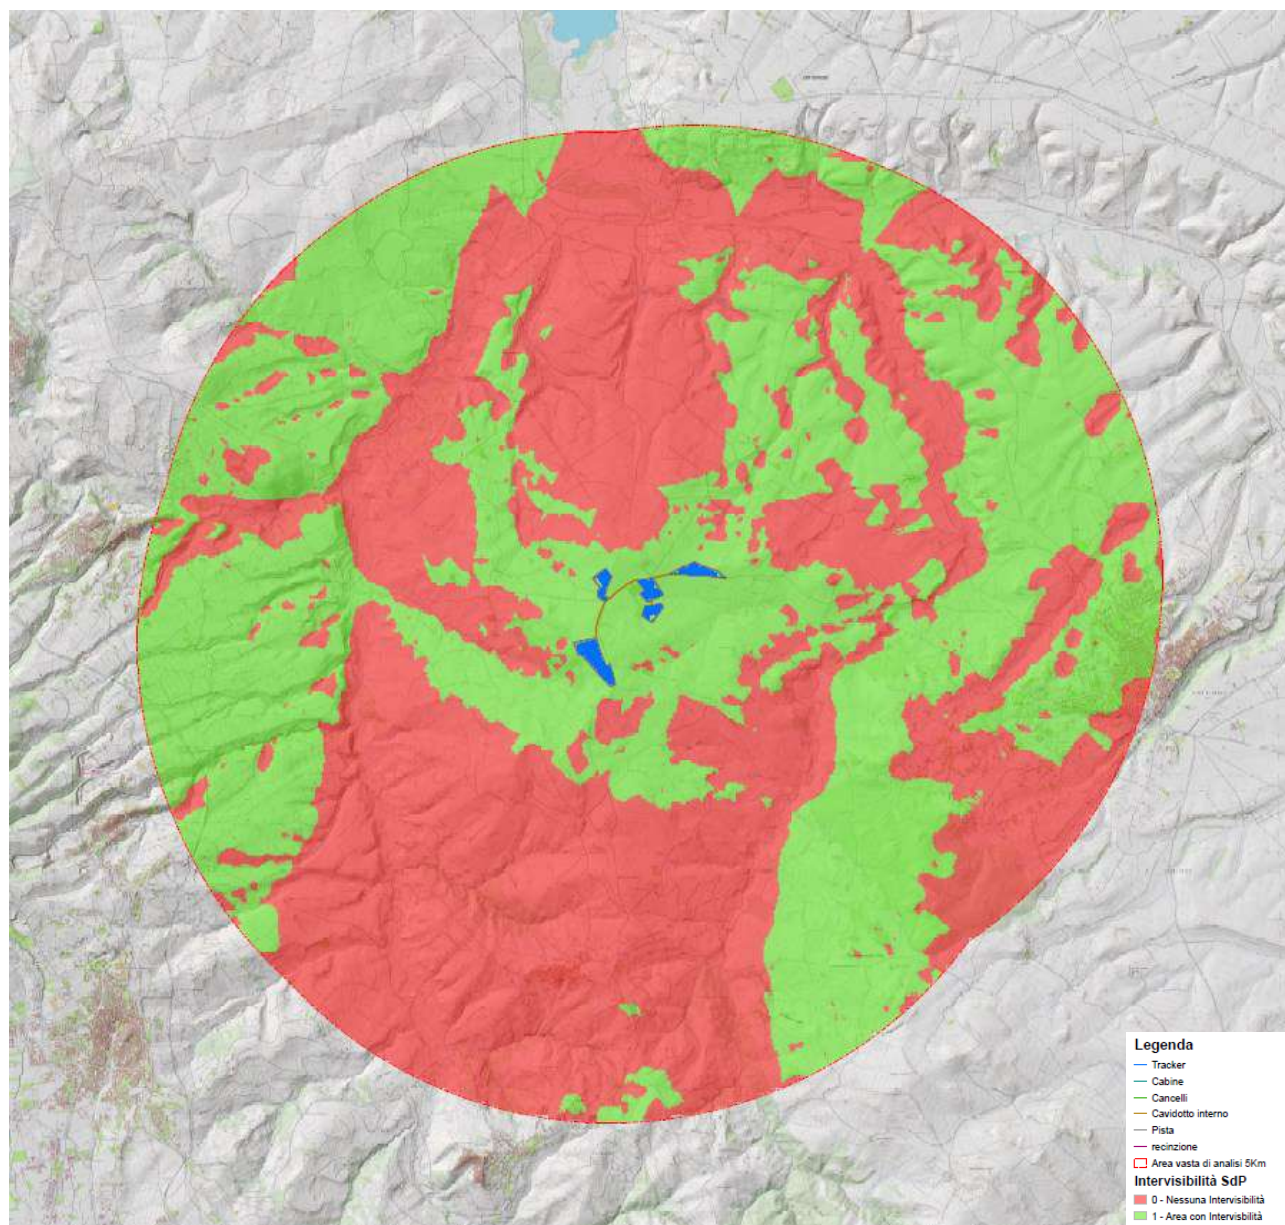 Legenda
Tracker
Cabine
Cancelli
Cavidotto interno
Pista
recinzione
Area vasta di analisi 5Km
Intervisibilità SdP
0 - Nessuna Intervisibilità
1 - Area con Intervisbilità